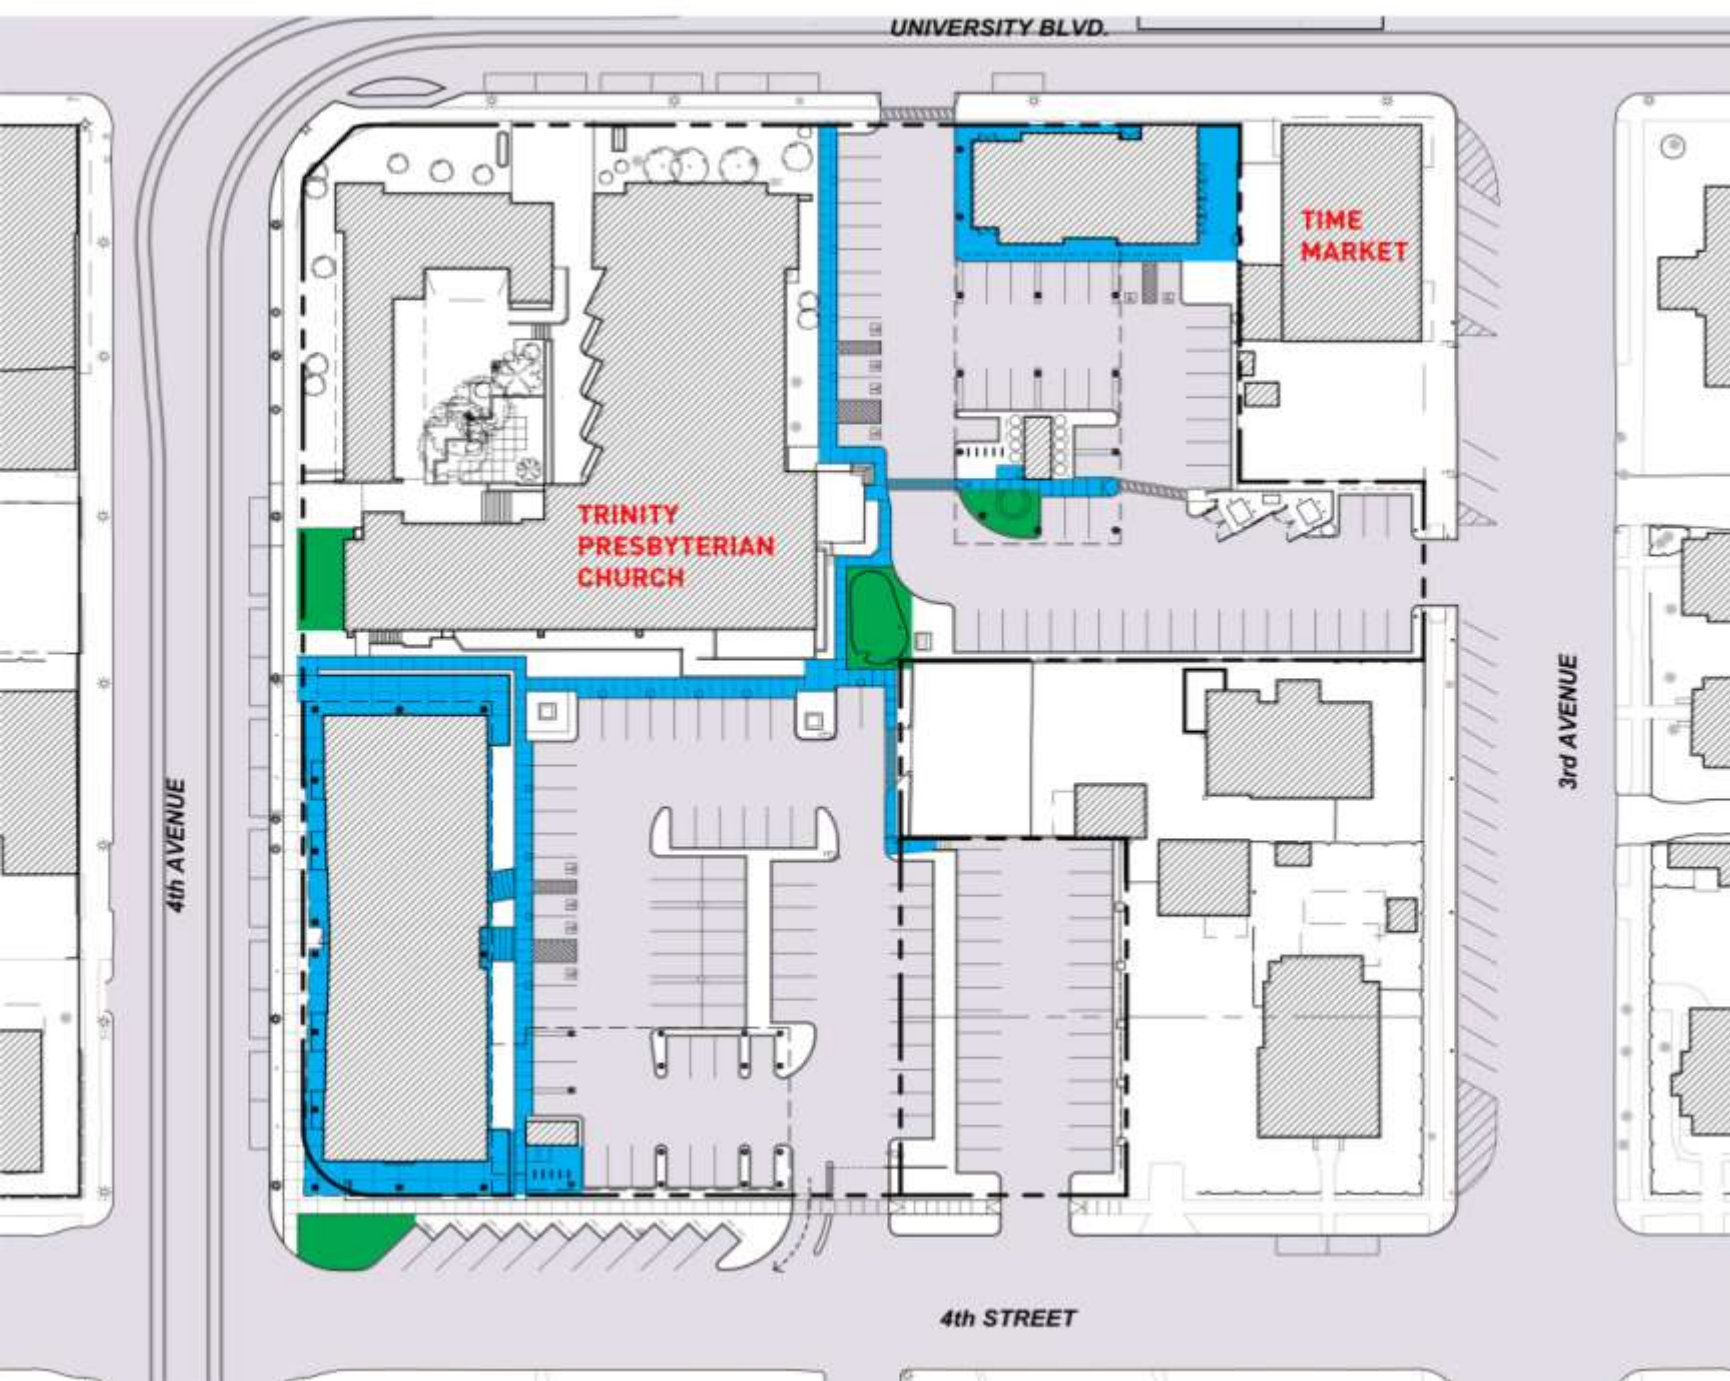 UNIVERSITY BLVD.
TIME
MARKET
TRINITY
PRESBYTERIAN
CHURCH
3rd AVENUE
4th AVENUE
4th STREET